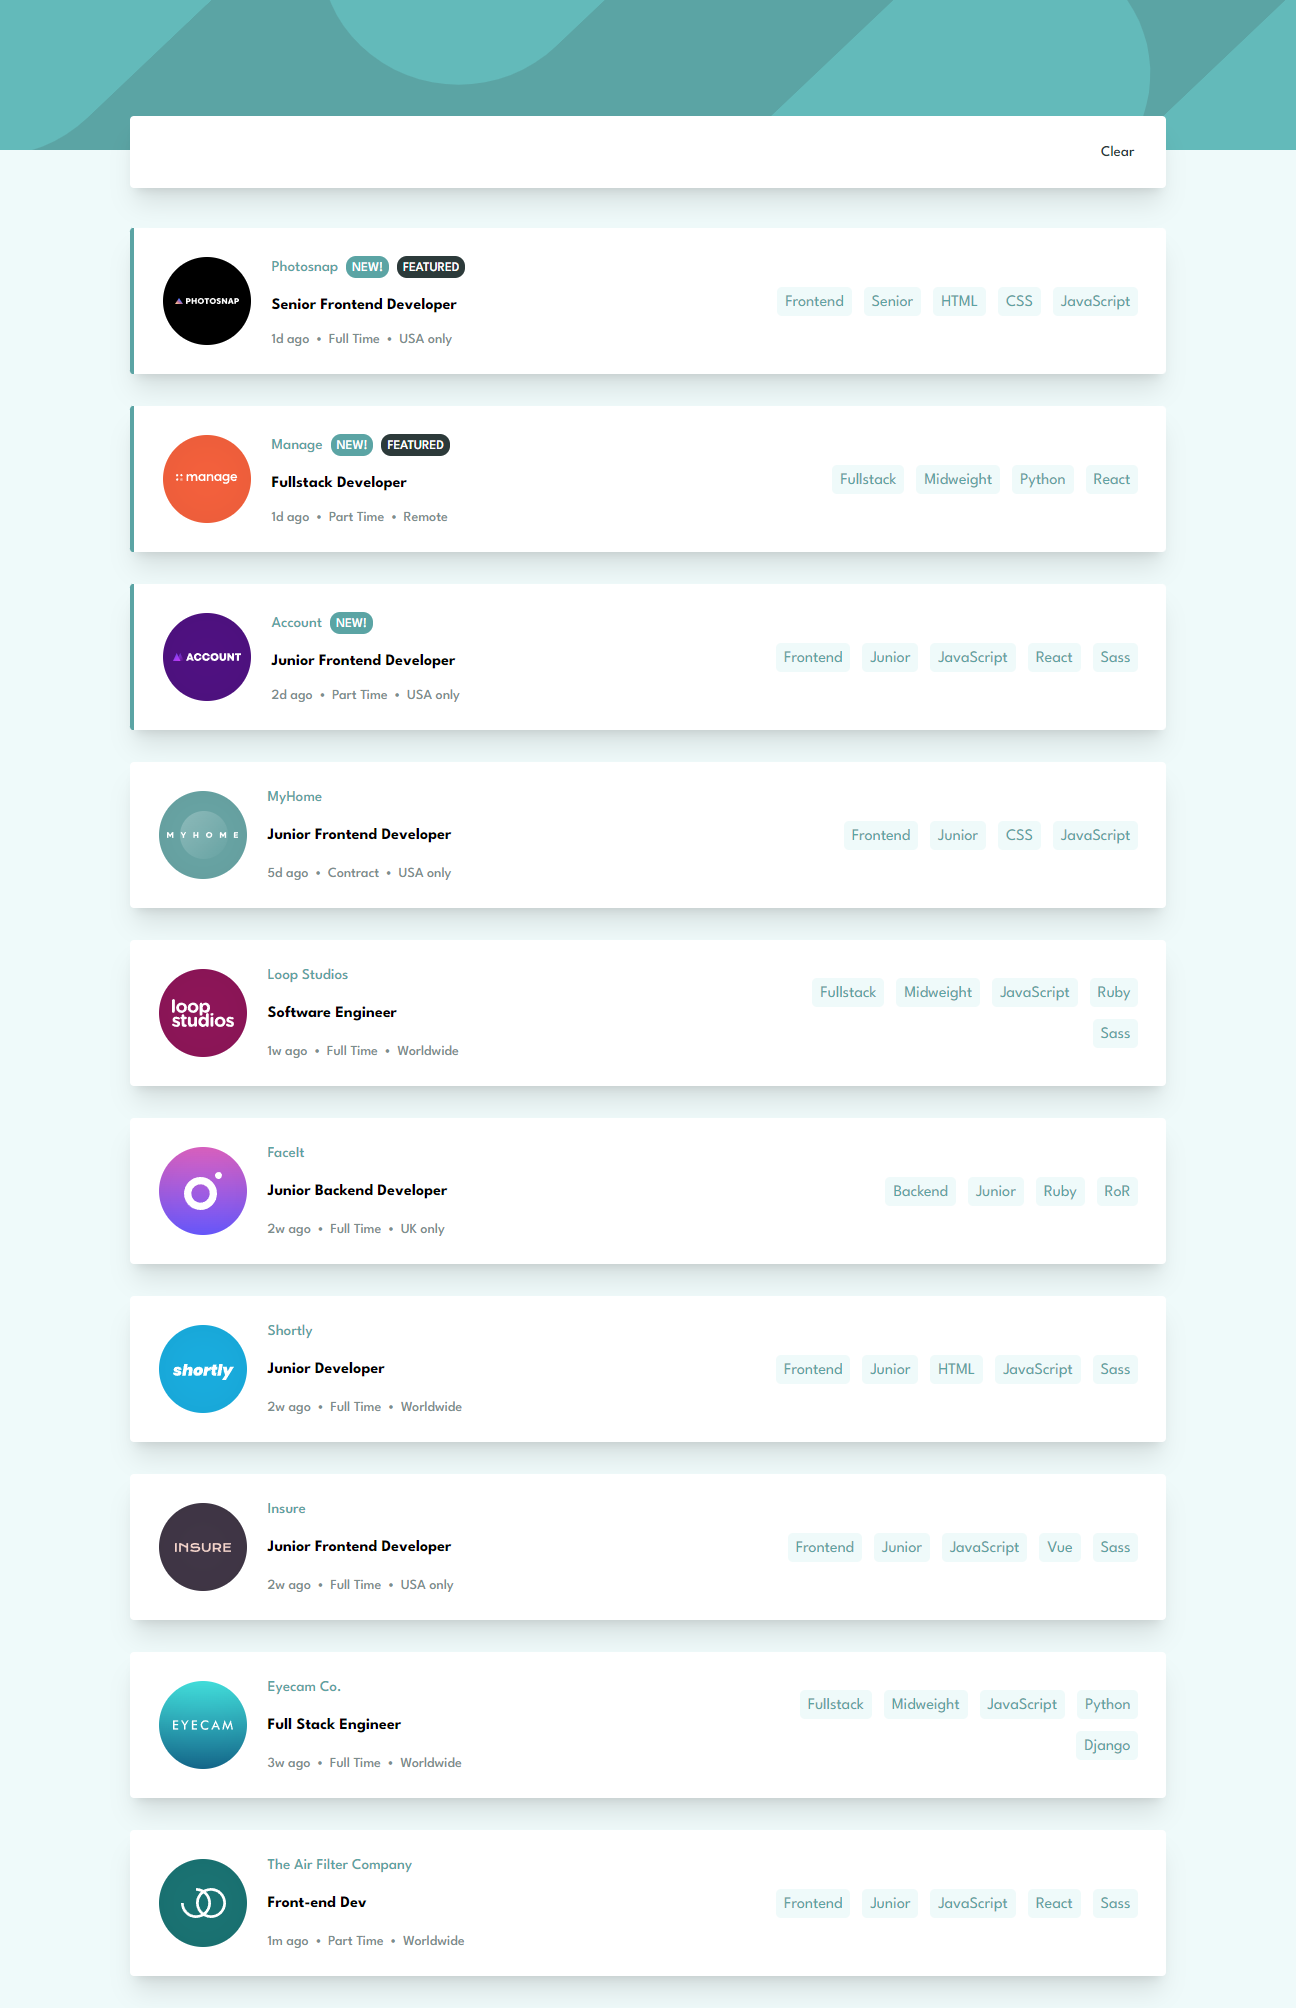 Clear
PHOTOSNAP
Photosnap NEW! FEATURED
Senior Frontend Developer
1d ago • Full Time • USA only
Frontend Senior HTML CSS JavaScript
manage
Manage NEW! FEATURED
Fullstack Developer
1d ago • Part Time • Remote
Fullstack Midweight Python React
ACCOUNT
Account NEW!
Junior Frontend Developer
2d ago • Part Time • USA only
Frontend Junior JavaScript React Sass
MYHOME
MyHome
Junior Frontend Developer
5d ago • Contract • USA only
Frontend Junior CSS JavaScript
loop
studios
Loop Studios
Software Engineer
1w ago • Full Time • Worldwide
Fullstack Midweight JavaScript Ruby
Sass
FaceIt
Junior Backend Developer
2w ago • Full Time • UK only
Backend Junior Ruby RoR
shortly
Shortly
Junior Developer
2w ago • Full Time • Worldwide
Frontend Junior HTML JavaScript Sass
INSURE
Insure
Junior Frontend Developer
2w ago • Full Time • USA only
Frontend Junior JavaScript Vue Sass
EYECAM
Eyecam Co.
Full Stack Engineer
3w ago • Full Time • Worldwide
Fullstack Midweight JavaScript Python
Django
The Air Filter Company
Front-end Dev
1m ago • Part Time • Worldwide
Frontend Junior JavaScript React Sass